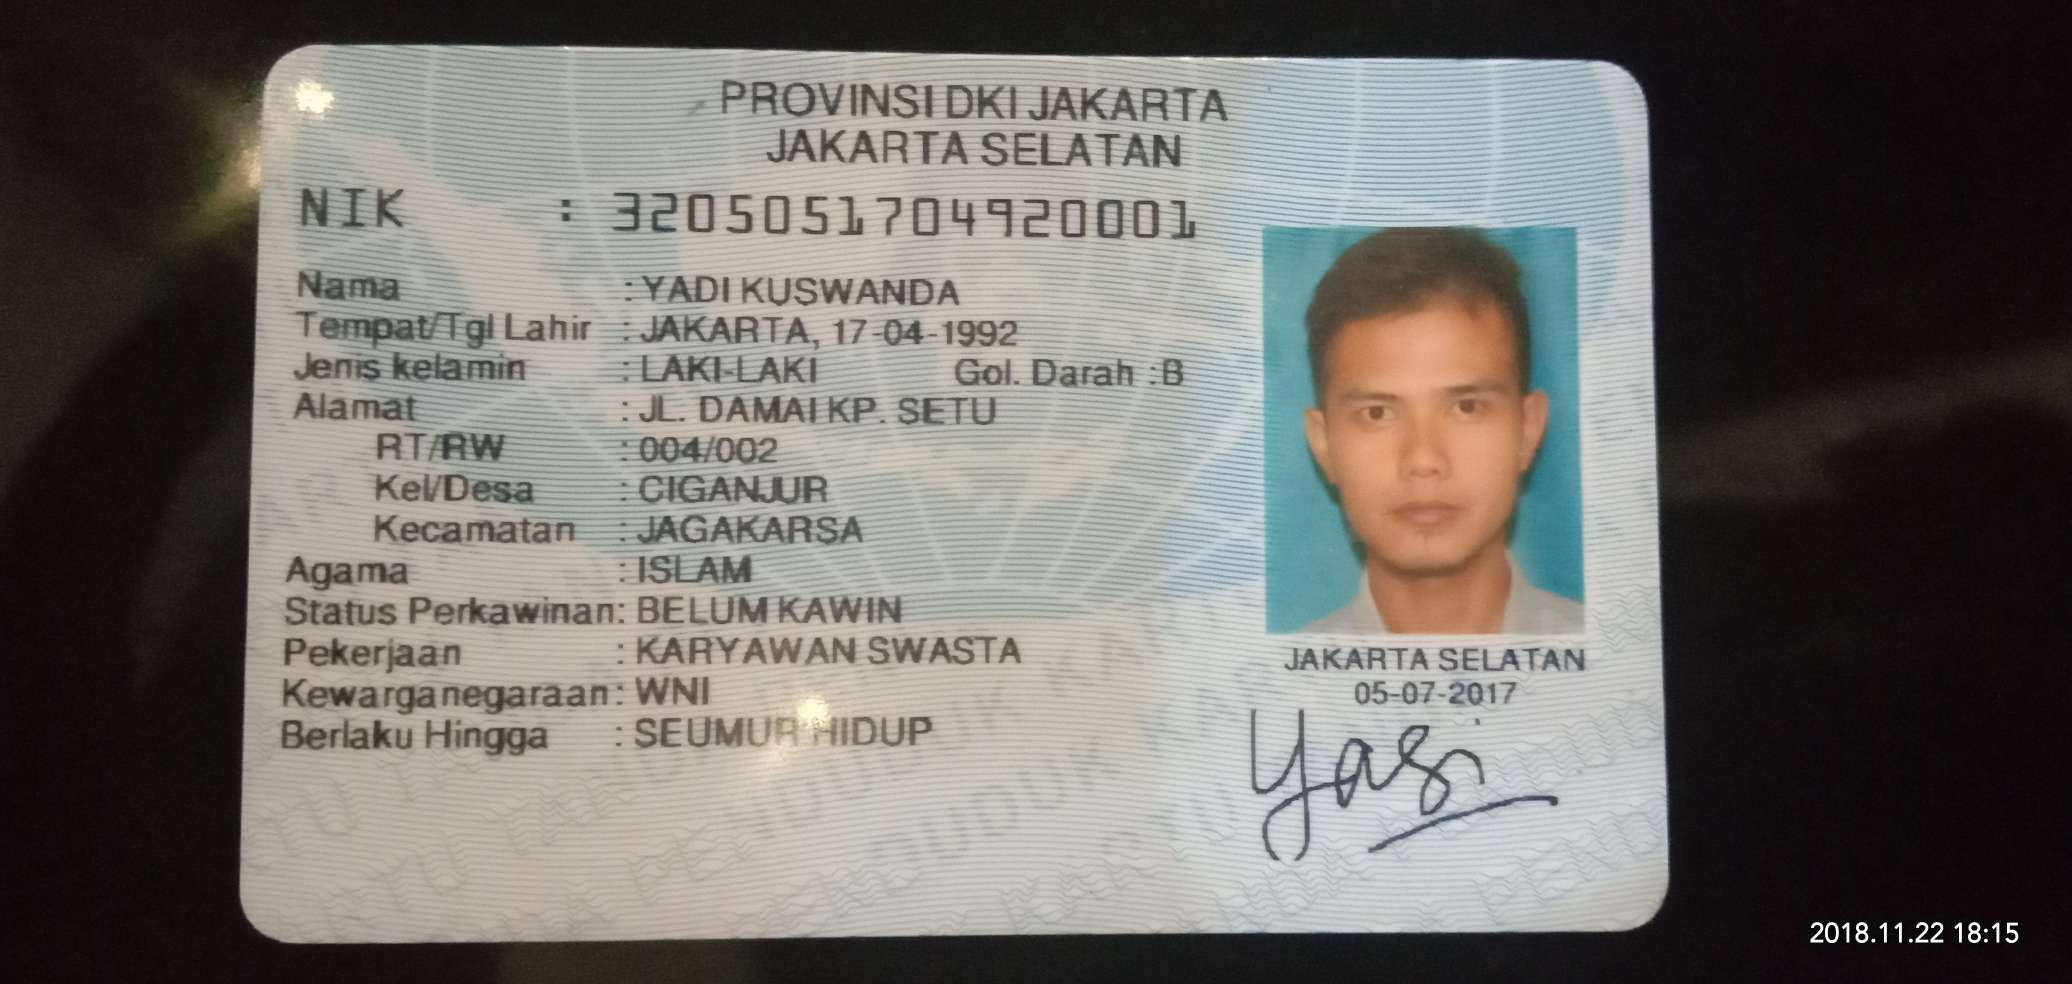 PROVINSI DKI JAKARTA
JAKARTA SELATAN
NIK : 3205051704920001
Nama : YADI KUSWANDA
Tempat/Tgl Lahir : JAKARTA, 17-04-1992
Jenis kelamin : LAKI-LAKI Gol. Darah :B
Alamat : JL. DAMAI KP. SETU
RT/RW : 004/002
Kel/Desa : CIGANJUR
Kecamatan : JAGAKARSA
Agama : ISLAM
Status Perkawinan: BELUM KAWIN
Pekerjaan : KARYAWAN SWASTA
Kewarganegaraan: WNI
Berlaku Hingga : SEUMUR HIDUP
JAKARTA SELATAN
05-07-2017
2018.11.22 18:15